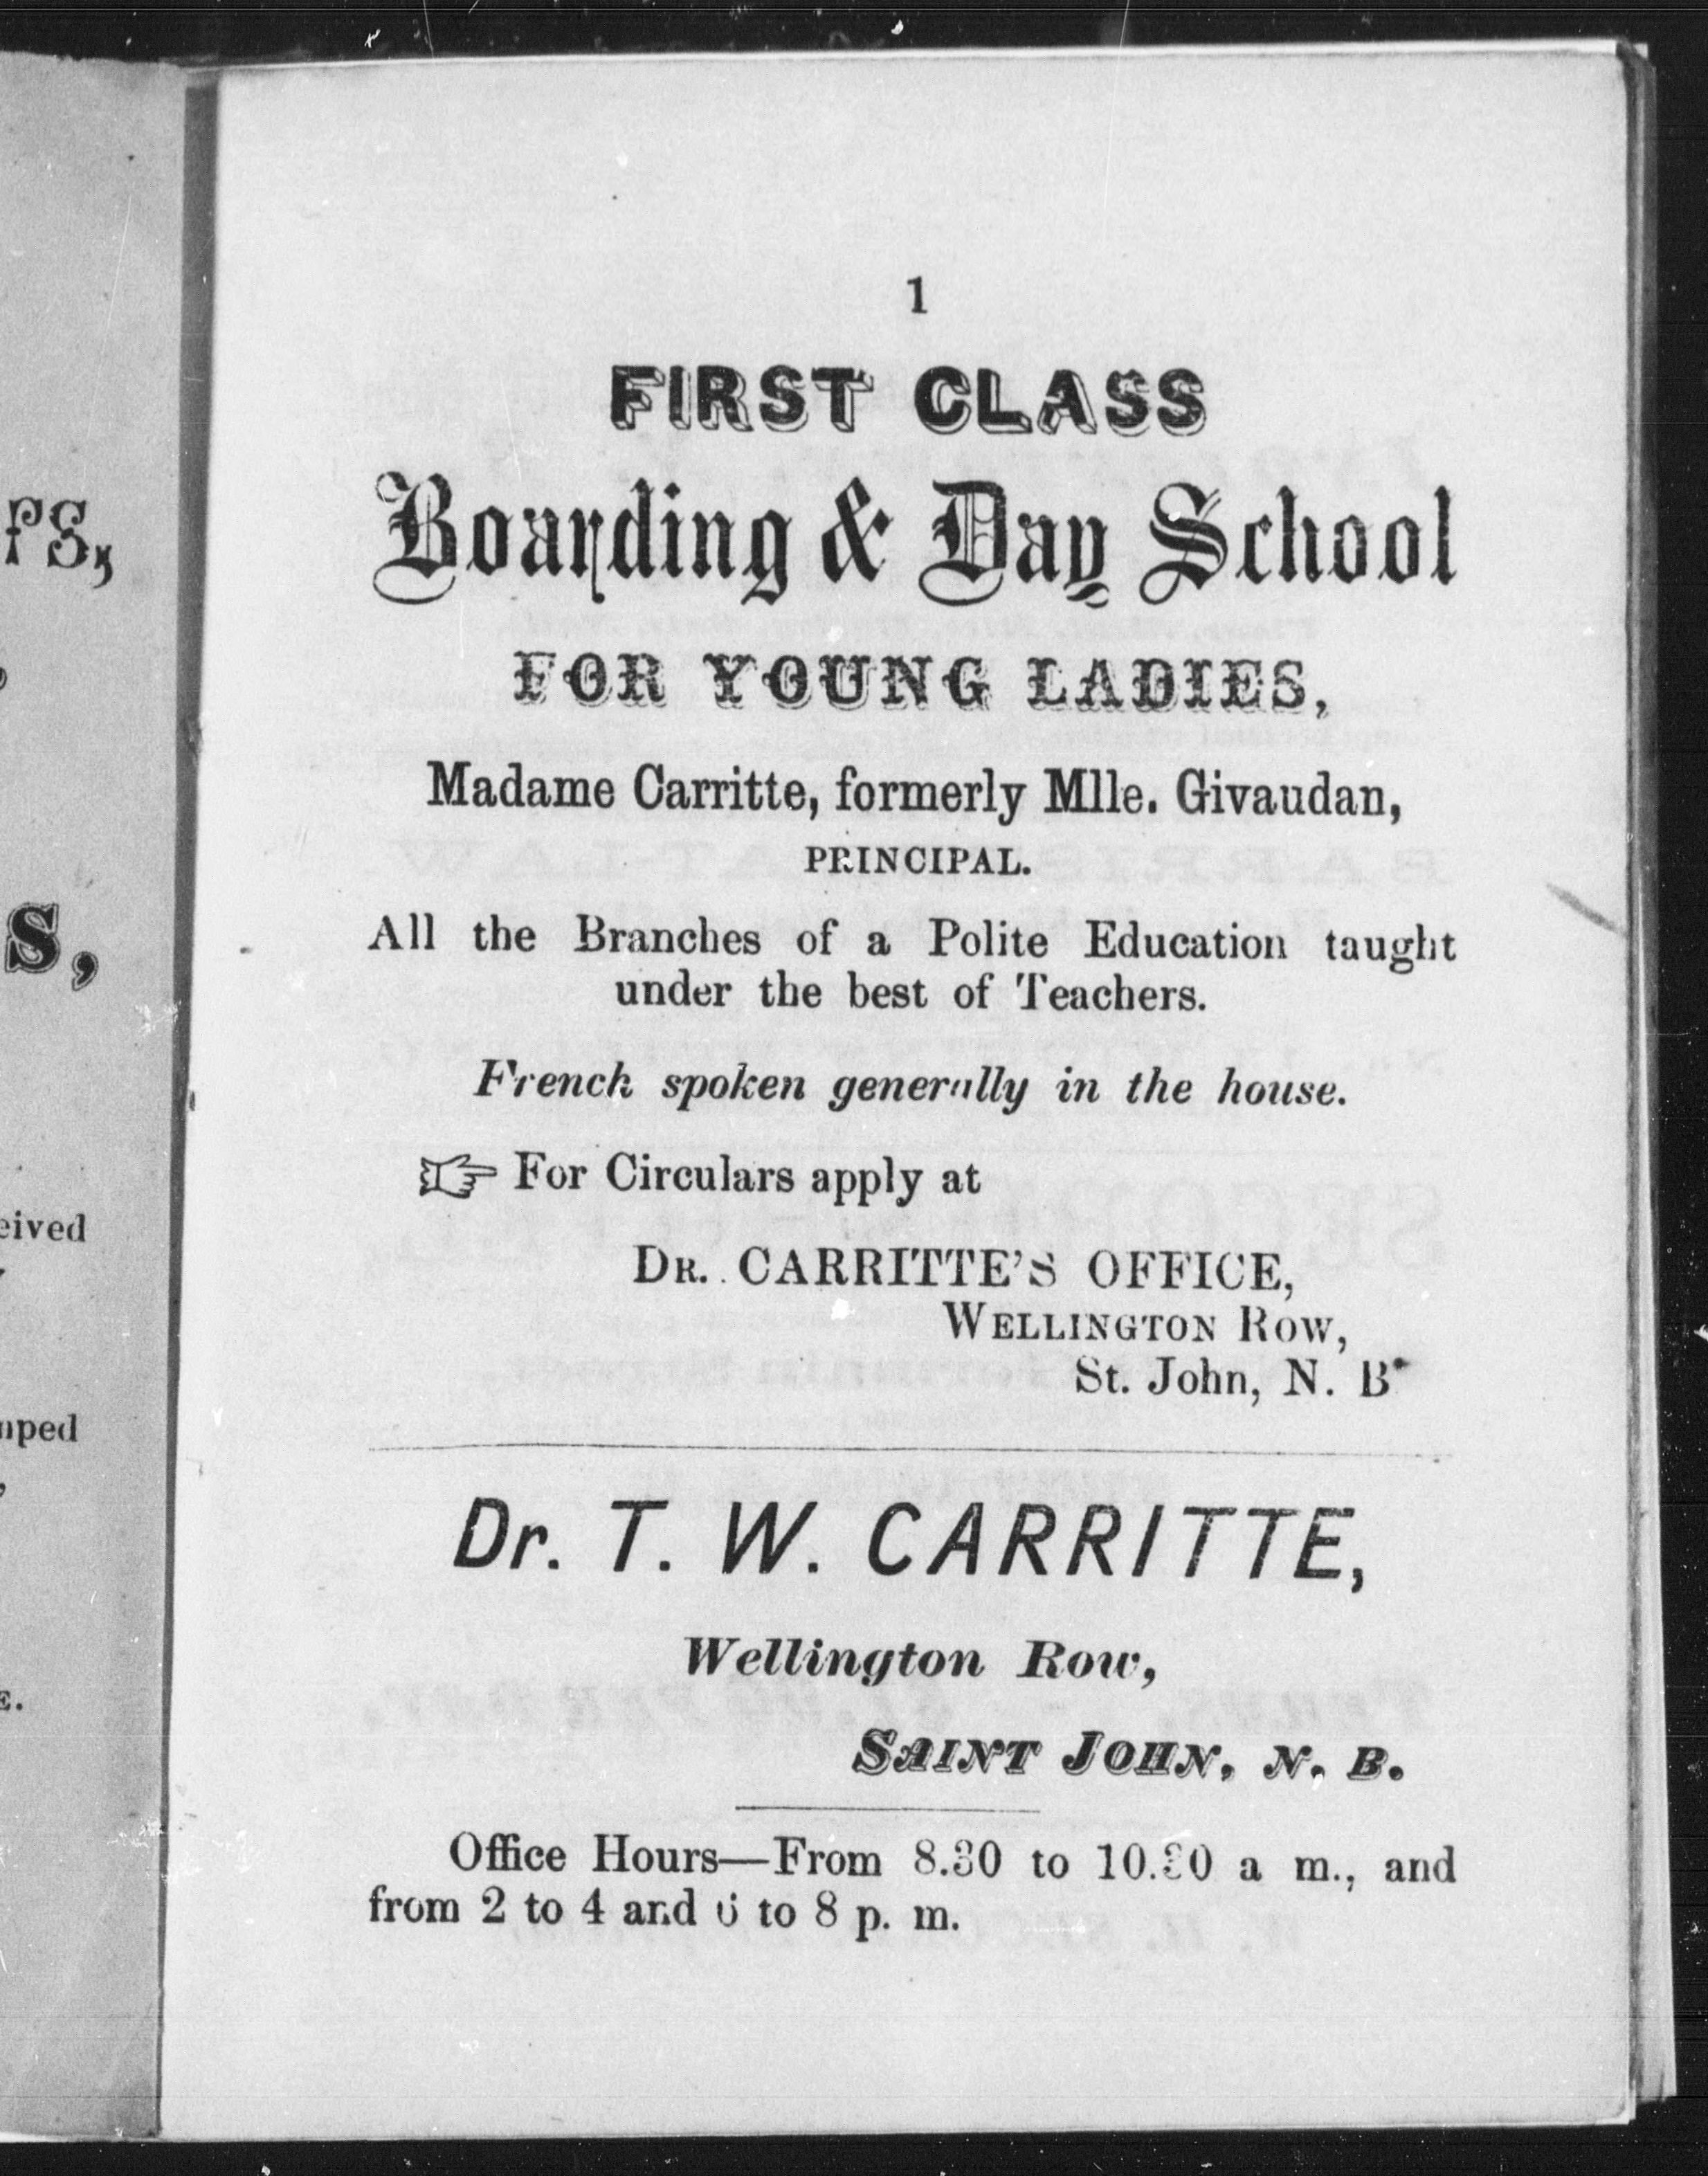 1
FIRST CLASS
Boarding & Day School
FOR YOUNG LADIES,
Madame Carritte, formerly Mlle. Givaudan,
PRINCIPAL.
All the Branches of a Polite Education taught
under the best of Teachers.
French spoken generally in the house.
☞ For Circulars apply at
DR. CARRITTE'S OFFICE,
WELLINGTON ROW,
St. John, N. B.
Dr. T. W. CARRITTE,
Wellington Row,
SAINT JOHN, N. B.
Office Hours—From 8.30 to 10.30 a m., and
from 2 to 4 and 6 to 8 p. m.
rs,
s,
eived
mped
E.